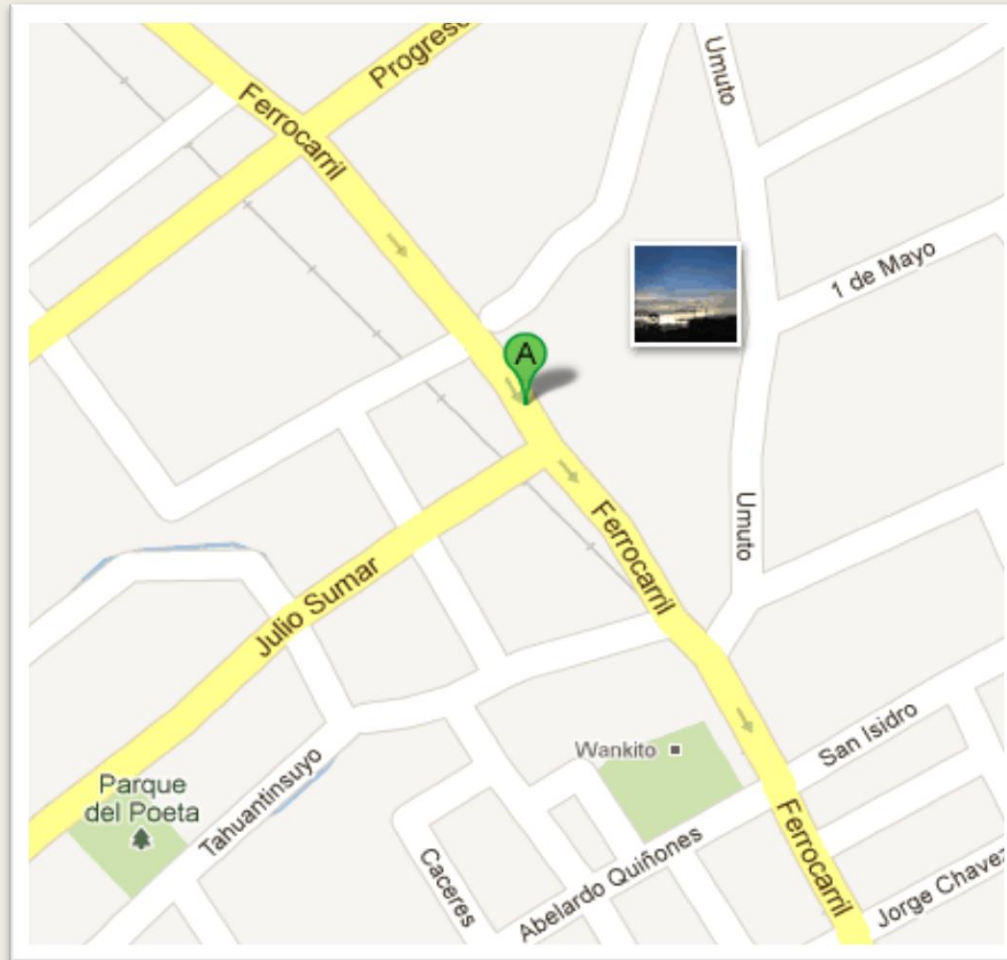 Progreso
Umuto
Ferrocarril
1 de Mayo
A
Umuto
Ferrocarril
Julio Sumar
San Isidro
Wankito
Parque
del Poeta
Tahuantinsuyo
Ferrocarril
Caceres
Abelardo Quiñones
Jorge Chavez